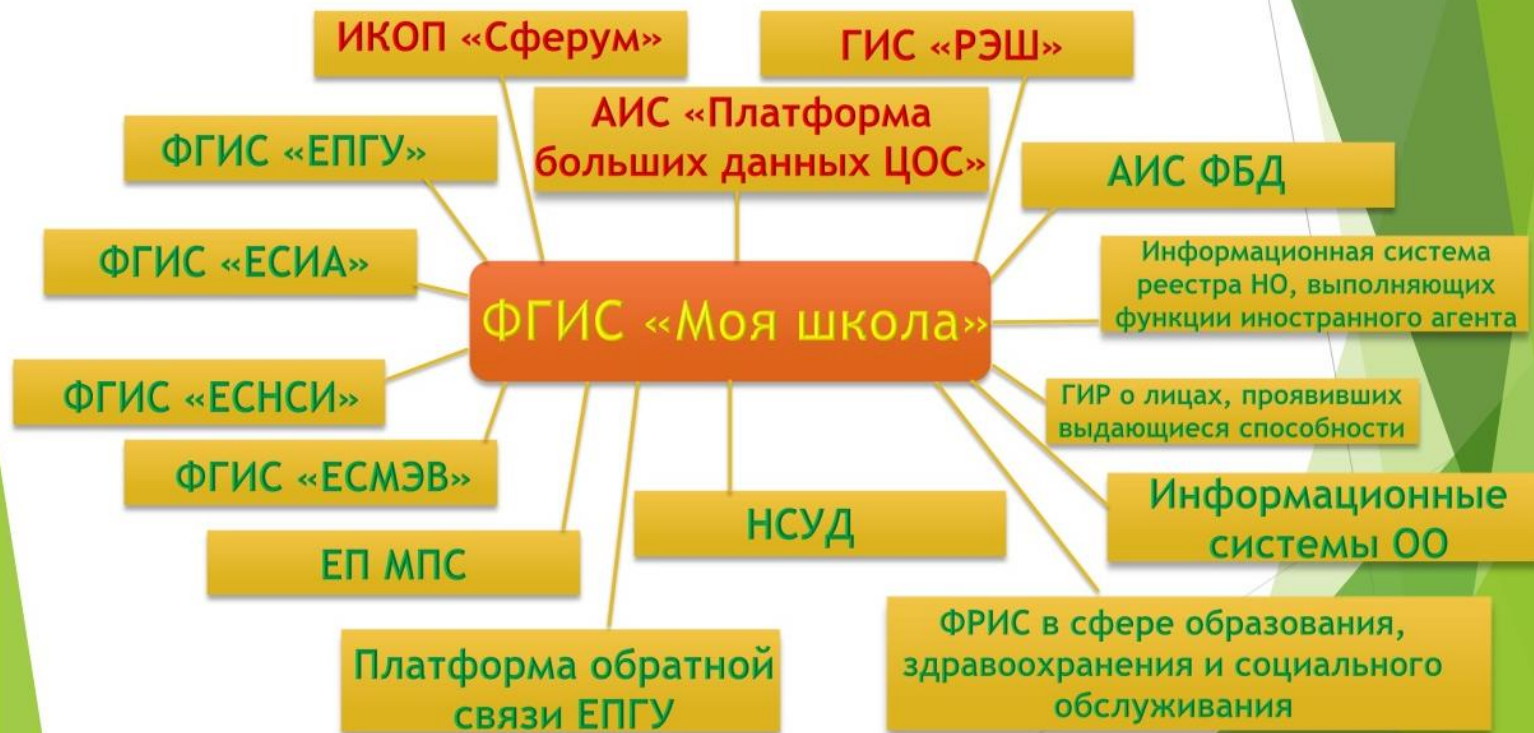 ИКОП «Сферум»
ГИС «РЭШ»
АИС «Платформа
больших данных ЦОС»
ФГИС «ЕПГУ»
АИС ФБД
ФГИС «ЕСИА»
Информационная система
реестра НО, выполняющих
функции иностранного агента
ФГИС «Моя школа»
ФГИС «ЕСНСИ»
ГИР о лицах, проявивших
выдающиеся способности
ФГИС «ЕСМЭВ»
НСУД
Информационные
системы ОО
ЕП МПС
Платформа обратной
связи ЕПГУ
ФРИС в сфере образования,
здравоохранения и социального
обслуживания